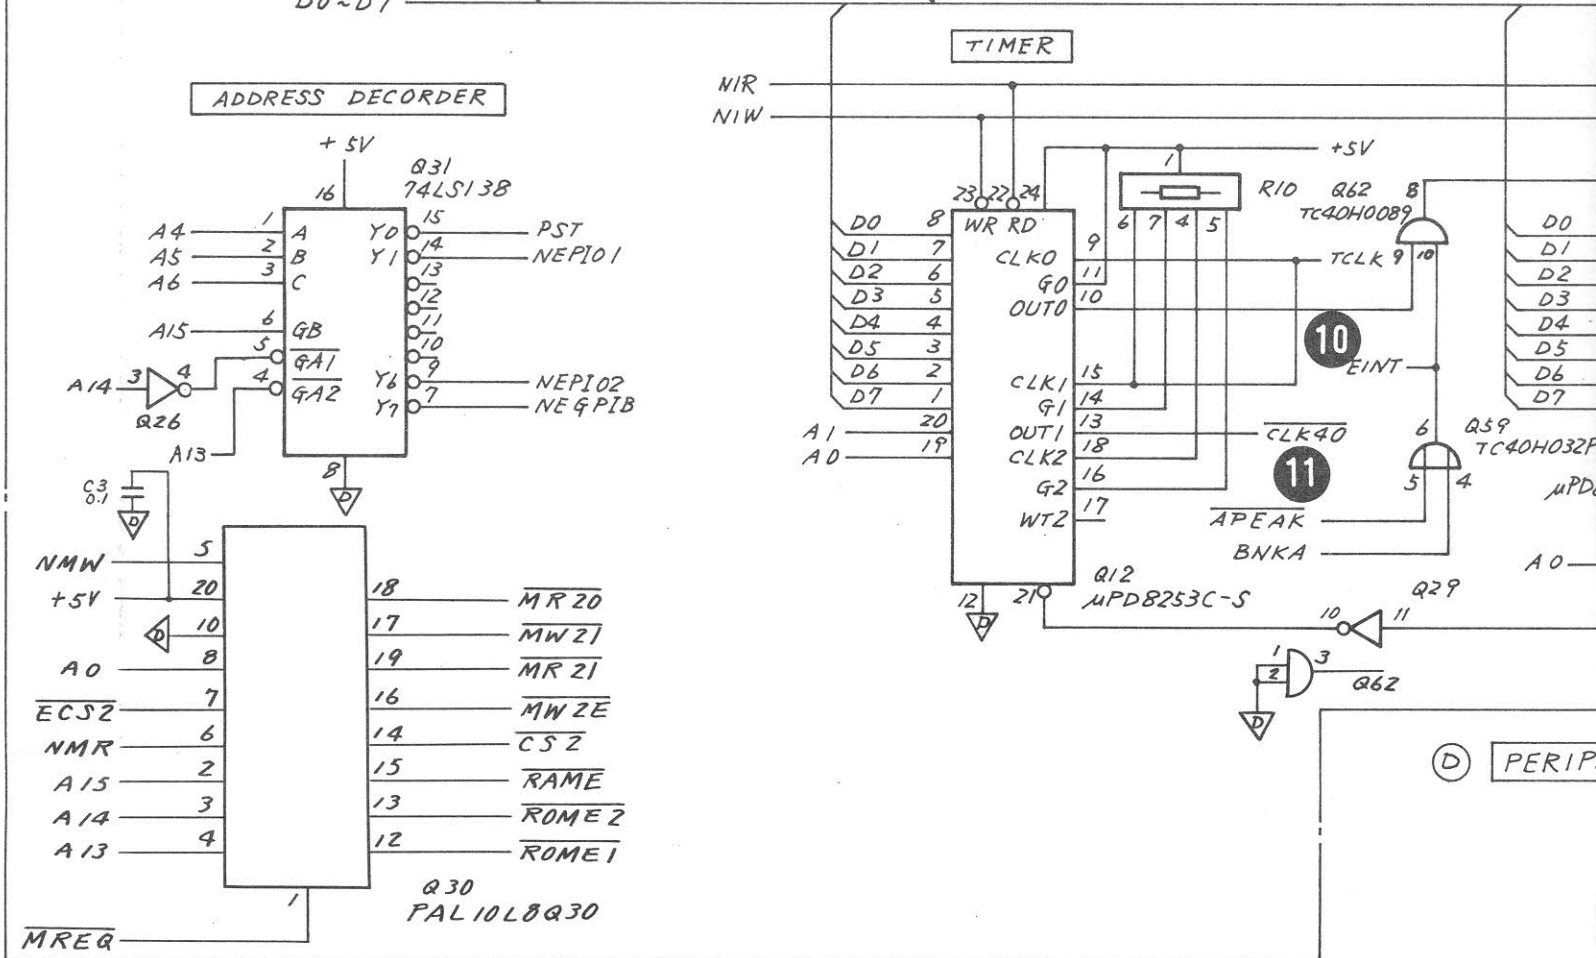 D0~D7
TIMER
ADDRESS DECORDER
N1R
N1W
+5V
16
Q31
74LS138
A4 1 A Y0 15 PST
A5 2 B Y1 14 NEPIO1
A6 3 C 13
12
A15 6 GB 11
5 GA1 10
A14 3 4 4 GA2 Y6 9 NEPIO2
Q26 Y7 7 NEGPIB
A13
8
D
C3
0.1
D
NMW 5
+5V 20 18 MR20
D 10 17 MW21
A0 8 19 MR21
ECS2 7 16 MW2E
NMR 6 14 CS2
A15 2 15 RAME
A14 3 13 ROME2
A13 4 12 ROME1
1
Q30
PAL10L8Q30
MREQ
23 22 24
WR RD
+5V
1
R10
6 7 4 5
Q62
TC40H0089
8
D0 8 CLK0 9 TCLK 9 10
D1 7 G0 11
D2 6 OUT0 10
D3 5
D4 4
D5 3
D6 2 CLK1 15
D7 1 G1 14
A1 20 OUT1 13 CLK40
A0 19 CLK2 18
G2 16
WT2 17
10
EINT
11
6
Q59
TC40H032P
5 4
μPD8
APEAK
BNKA
A0
12
D
21
Q12
μPD8253C-S
Q29
10 11
1
2
3
Q62
D
D0
D1
D2
D3
D4
D5
D6
D7
D PERIP